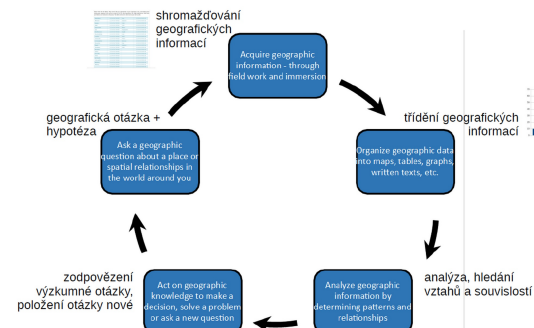 shromažďování
geografických
informací
Acquire geographic
information - through
field work and immersion
geografická otázka +
hypotéza
Ask a geographic
question about a place or
spatial relationships in
the world around you
třídění geografických
informací
Organize geographic data
into maps, tables, graphs,
written texts, etc.
zodpovězení
výzkumné otázky,
položení otázky nové
Act on geographic
knowledge to make a
decision, solve a problem
or ask a new question
Analyze geographic
information by
determining patterns and
relationships
analýza, hledání
vztahů a souvislostí